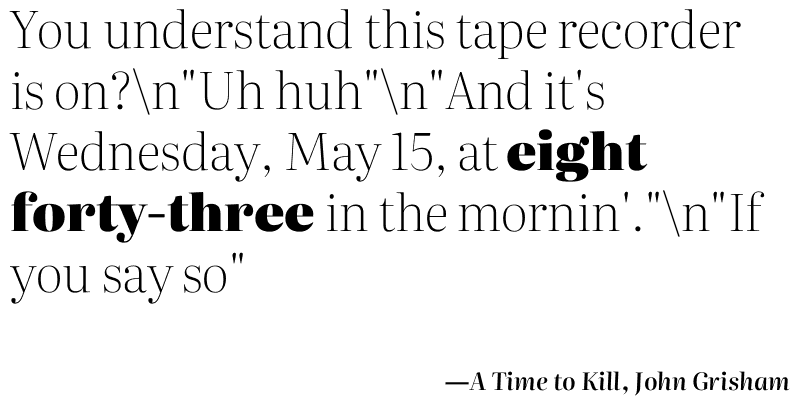 You understand this tape recorder
is on?\n"Uh huh"\n"And it's
Wednesday, May 15, at eight
forty-three in the mornin'."\n"If
you say so"
—A Time to Kill, John Grisham